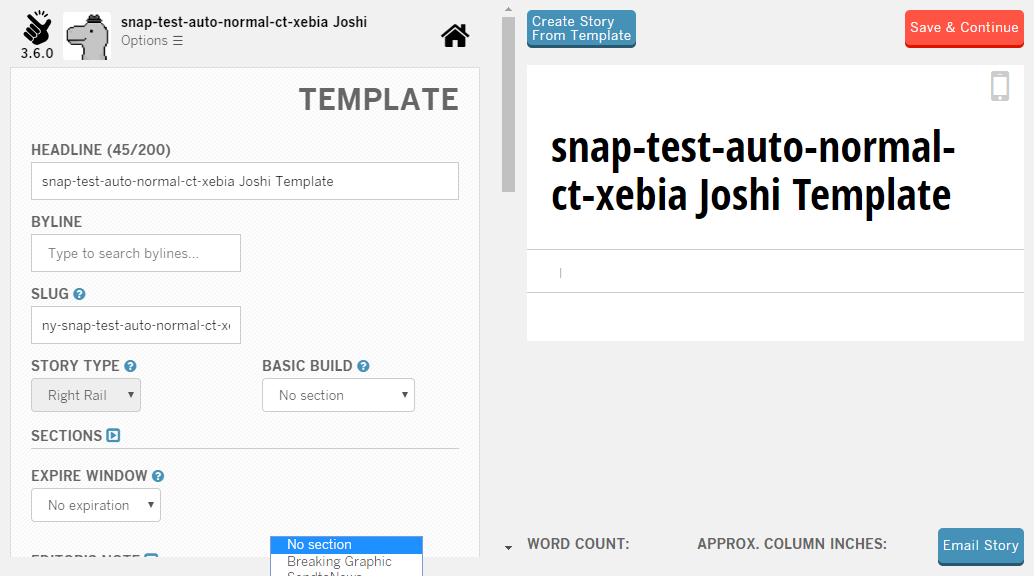 3.6.0
snap-test-auto-normal-ct-xebia Joshi
Options ☰
TEMPLATE
HEADLINE (45/200)
snap-test-auto-normal-ct-xebia Joshi Template
BYLINE
Type to search bylines...
SLUG
ny-snap-test-auto-normal-ct-x
STORY TYPE
BASIC BUILD
Right Rail
No section
SECTIONS
EXPIRE WINDOW
No expiration
No section
Breaking Graphic
Create Story
From Template
Save & Continue
snap-test-auto-normal-
ct-xebia Joshi Template
|
WORD COUNT:
APPROX. COLUMN INCHES:
Email Story